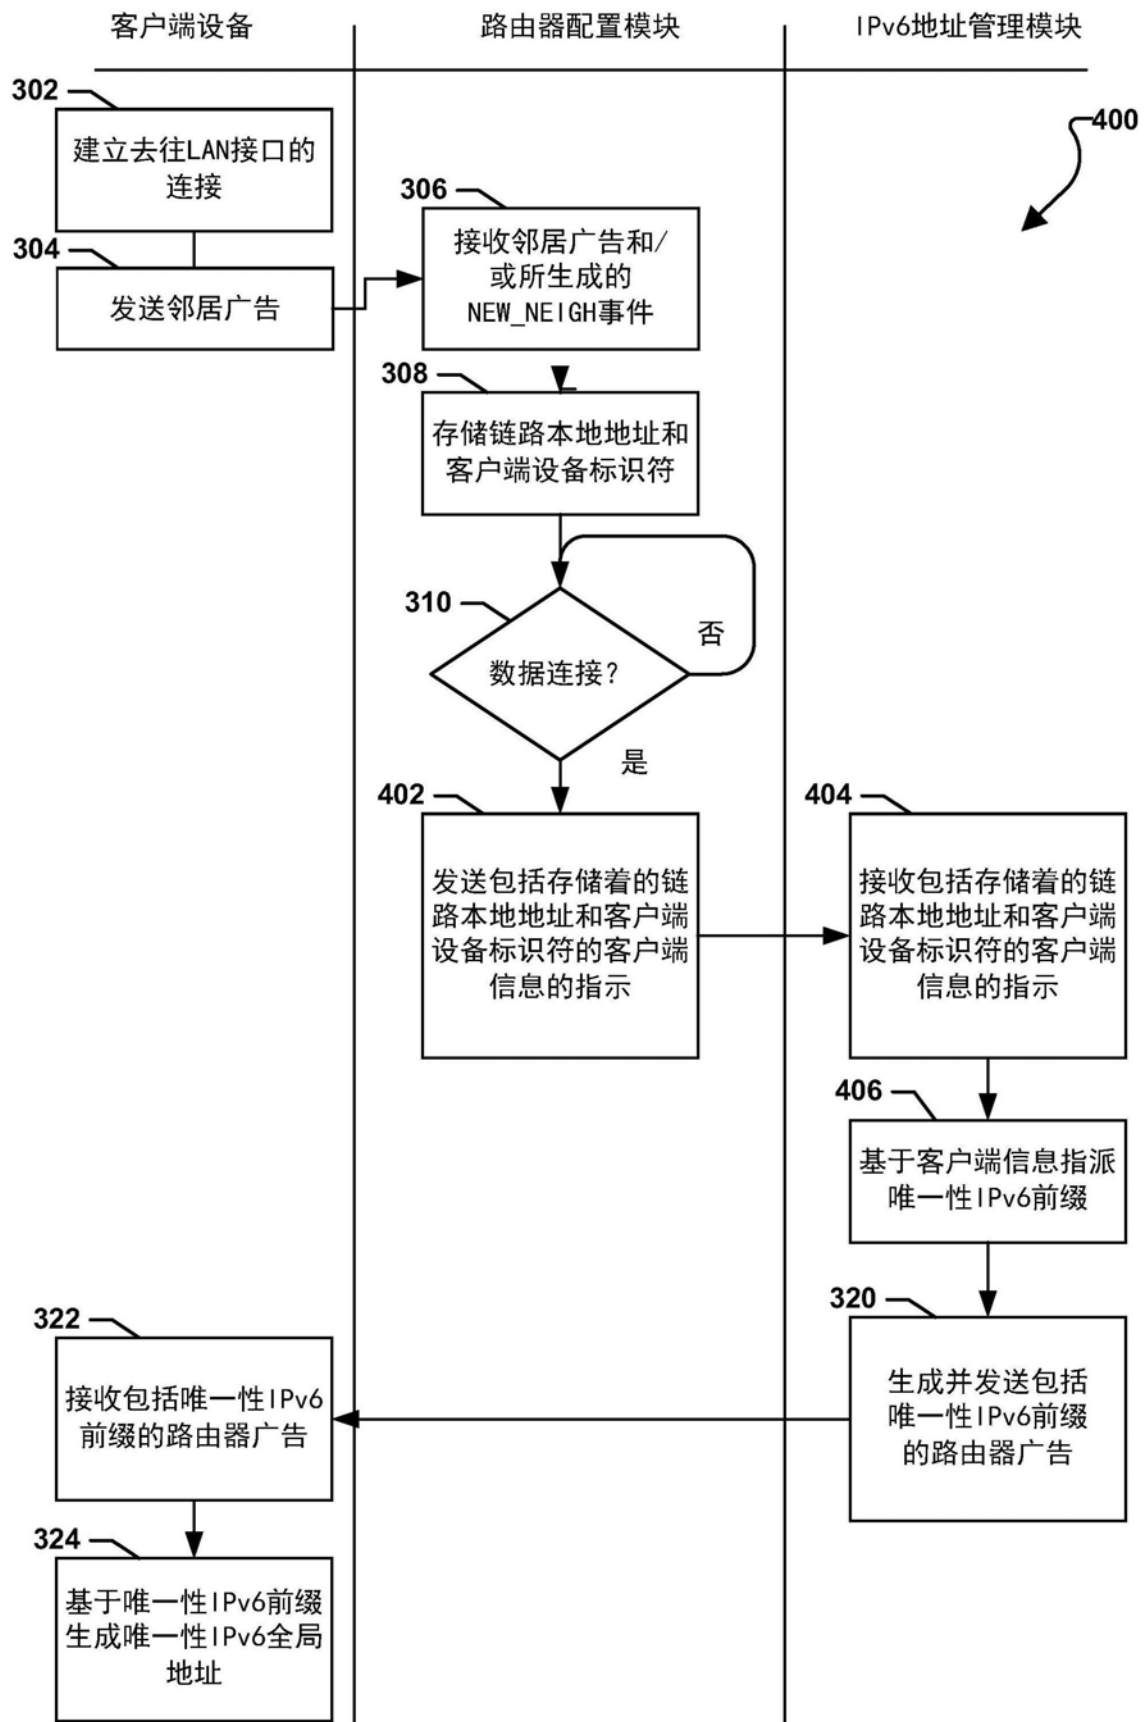 客户端设备
路由器配置模块
IPv6地址管理模块
400
302
建立去往LAN接口的
连接
304
发送邻居广告
306
接收邻居广告和/
或所生成的
NEW_NEIGH事件
308
存储链路本地地址和
客户端设备标识符
310
数据连接?
否
是
402
发送包括存储着的链
路本地地址和客户端
设备标识符的客户端
信息的指示
404
接收包括存储着的链
路本地地址和客户端
设备标识符的客户端
信息的指示
406
基于客户端信息指派
唯一性IPv6前缀
320
生成并发送包括
唯一性IPv6前缀
的路由器广告
322
接收包括唯一性IPv6
前缀的路由器广告
324
基于唯一性IPv6前缀
生成唯一性IPv6全局
地址